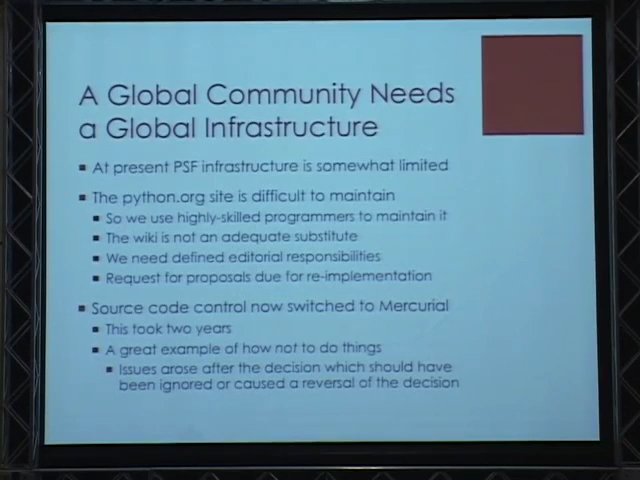 A Global Community Needs
a Global Infrastructure
At present PSF infrastructure is somewhat limited
The python.org site is difficult to maintain
So we use highly-skilled programmers to maintain it
The wiki is not an adequate substitute
We need defined editorial responsibilities
Request for proposals due for re-implementation
Source code control now switched to Mercurial
This took two years
A great example of how not to do things
Issues arose after the decision which should have
been ignored or caused a reversal of the decision